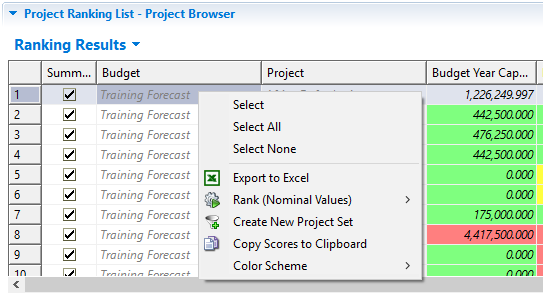 Project Ranking List - Project Browser
Ranking Results
Summ... Budget Project Budget Year Cap...
1 Training Forecast 1,226,249.997
2 Training Forecast 442,500.000
3 Training Forecast 476,250.000
4 Training Forecast 442,500.000
5 Training Forecast 0.000
6 Training Forecast 0.000
7 Training Forecast 175,000.000
8 Training Forecast 4,417,500.000
9 Training Forecast 0.000
10 Training Forecast 0.000
Select
Select All
Select None
Export to Excel
Rank (Nominal Values)
Create New Project Set
Copy Scores to Clipboard
Color Scheme